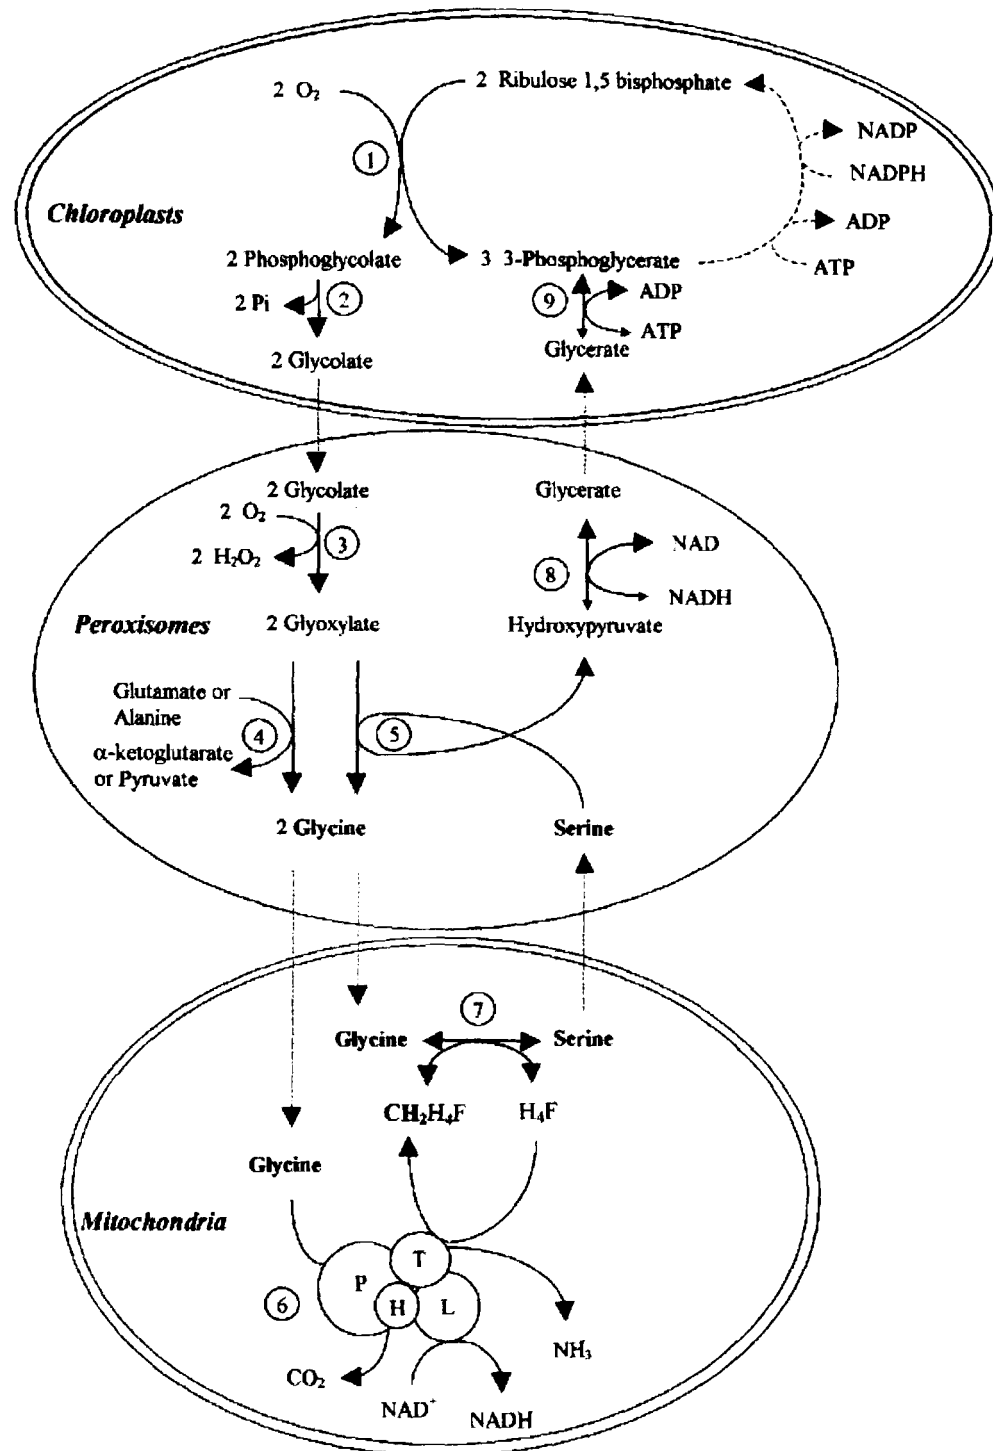 2 O₂
2 Ribulose 1,5 bisphosphate
NADP
1
NADPH
Chloroplasts
ADP
2 Phosphoglycolate
3 3-Phosphoglycerate
ATP
2 Pi
2
9
ADP
ATP
2 Glycolate
Glycerate
2 Glycolate
Glycerate
2 O₂
3
NAD
2 H₂O₂
8
NADH
Peroxisomes
2 Glyoxylate
Hydroxypyruvate
Glutamate or
Alanine
4
5
α-ketoglutarate
or Pyruvate
2 Glycine
Serine
7
Glycine
Serine
CH₂H₄F
H₄F
Glycine
Mitochondria
T
P
6
H
L
NH₃
CO₂
NAD⁺
NADH